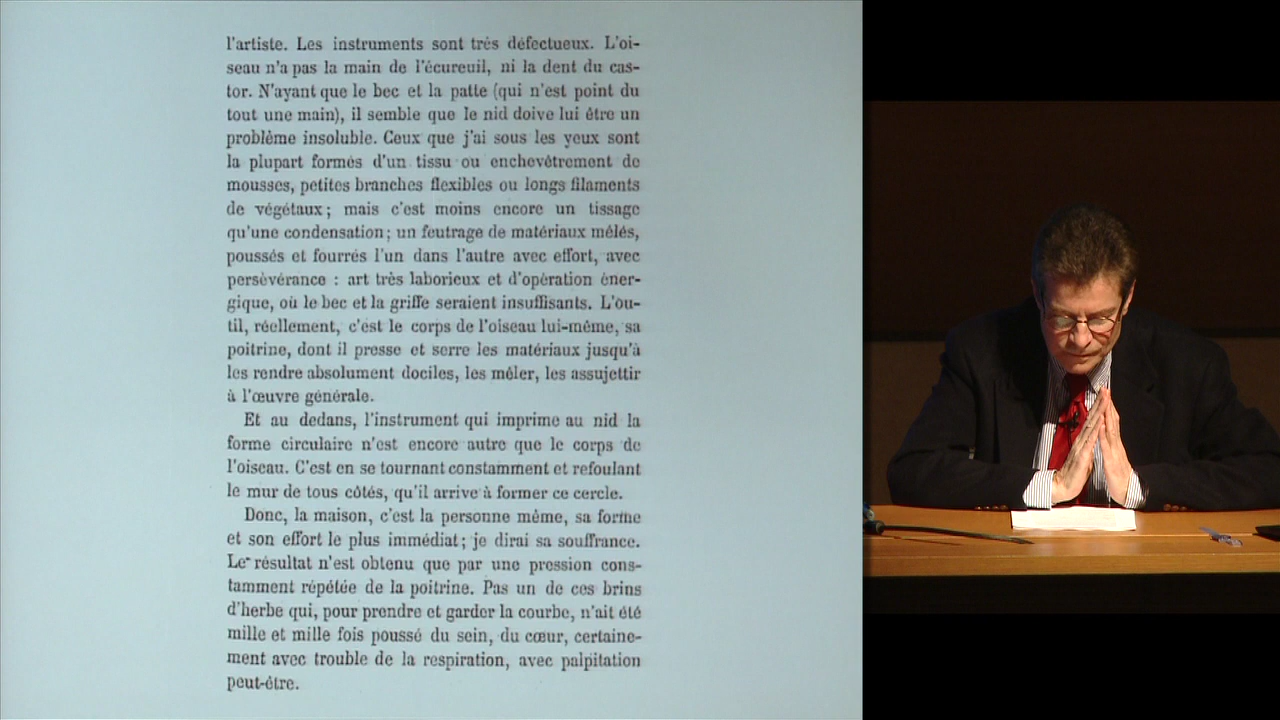 l'artiste. Les instruments sont très défectueux. L'oi-
seau n'a pas la main de l'écureuil, ni la dent du cas-
tor. N'ayant que le bec et la patte (qui n'est point du
tout une main), il semble que le nid doive lui être un
problème insoluble. Ceux que j'ai sous les yeux sont
la plupart formés d'un tissu ou enchevêtrement de
mousses, petites branches flexibles ou longs filaments
de végétaux; mais c'est moins encore un tissage
qu'une condensation; un feutrage de matériaux mêlés,
poussés et fourrés l'un dans l'autre avec effort, avec
persévérance : art très laborieux et d'opération éner-
gique, où le bec et la griffe seraient insuffisants. L'ou-
til, réellement, c'est le corps de l'oiseau lui-même, sa
poitrine, dont il presse et serre les matériaux jusqu'à
les rendre absolument dociles, les mêler, les assujettir
à l'œuvre générale.
Et au dedans, l'instrument qui imprime au nid la
forme circulaire n'est encore autre que le corps de
l'oiseau. C'est en se tournant constamment et refoulant
le mur de tous côtés, qu'il arrive à former ce cercle.
Donc, la maison, c'est la personne même, sa forme
et son effort le plus immédiat; je dirai sa souffrance.
Le résultat n'est obtenu que par une pression cons-
tamment répétée de la poitrine. Pas un de ces brins
d'herbe qui, pour prendre et garder la courbe, n'ait été
mille et mille fois poussé du sein, du cœur, certaine-
ment avec trouble de la respiration, avec palpitation
peut-être.